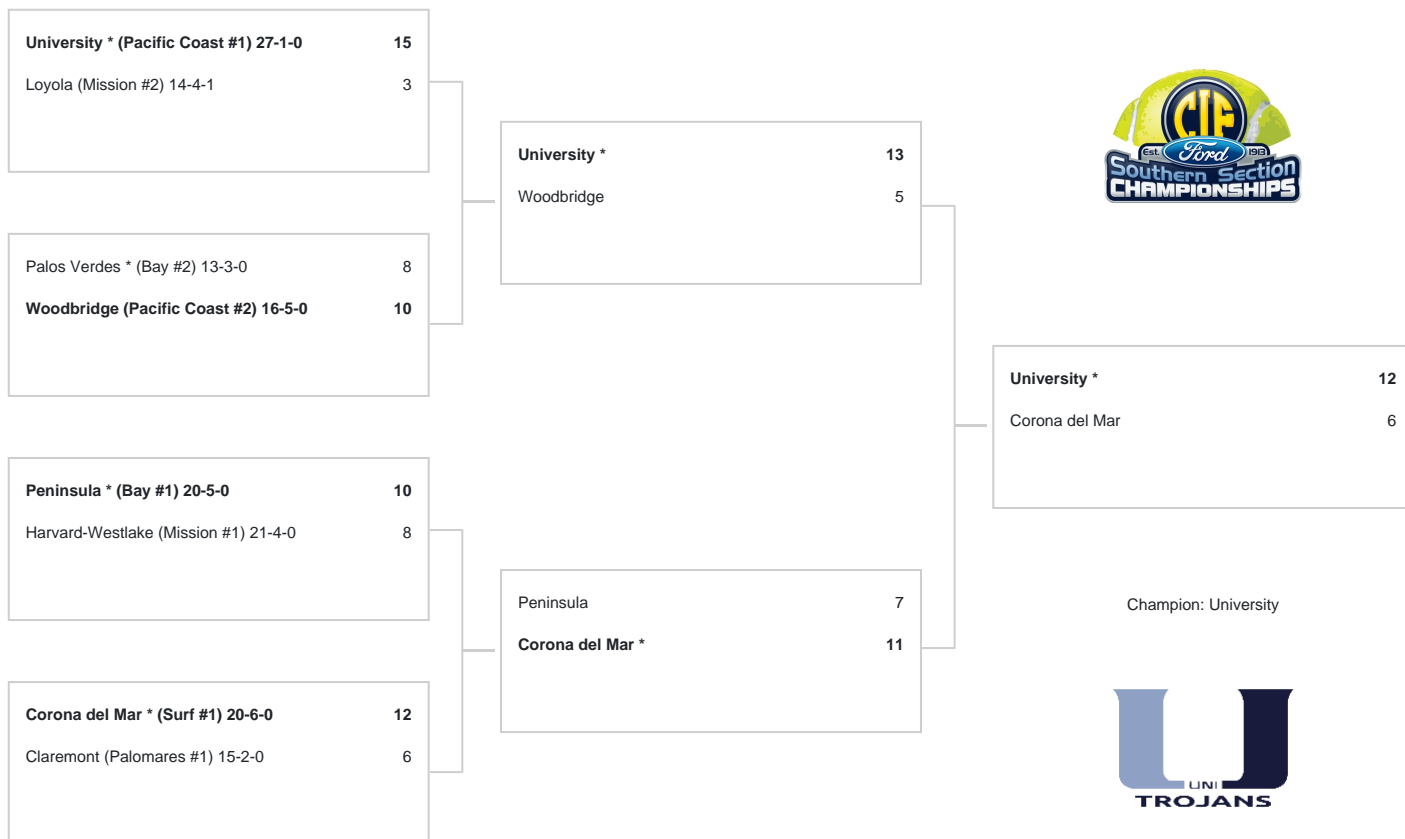 University * (Pacific Coast #1) 27-1-0 15
Loyola (Mission #2) 14-4-1 3
Palos Verdes * (Bay #2) 13-3-0 8
Woodbridge (Pacific Coast #2) 16-5-0 10
Peninsula * (Bay #1) 20-5-0 10
Harvard-Westlake (Mission #1) 21-4-0 8
Corona del Mar * (Surf #1) 20-6-0 12
Claremont (Palomares #1) 15-2-0 6
University * 13
Woodbridge 5
Peninsula 7
Corona del Mar * 11
CIF
Est. Ford 1913
Southern Section
CHAMPIONSHIPS
University * 12
Corona del Mar 6
Champion: University
UNI
TROJANS